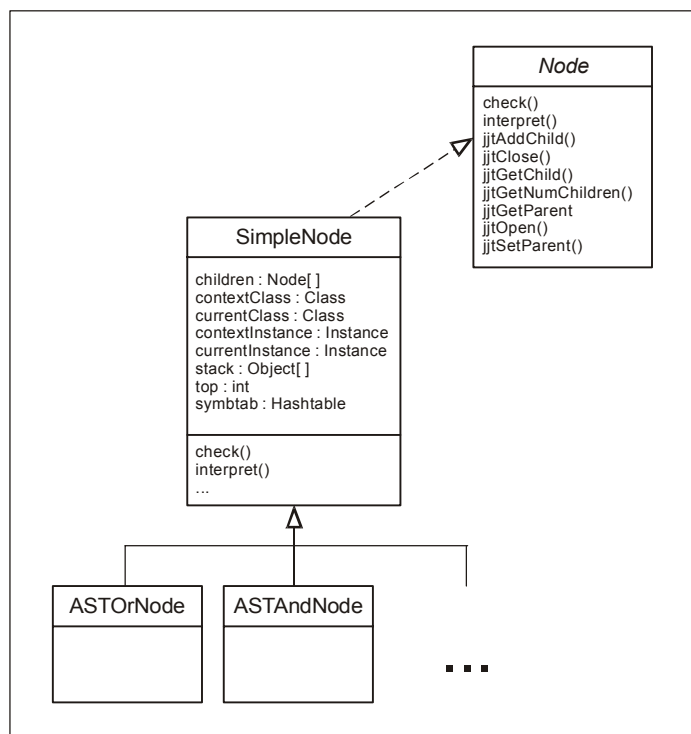 Node
check()
interpret()
jjtAddChild()
jjtClose()
jjtGetChild()
jjtGetNumChildren()
jjtGetParent
jjtOpen()
jjtSetParent()
SimpleNode
children : Node[ ]
contextClass : Class
currentClass : Class
contextInstance : Instance
currentInstance : Instance
stack : Object[ ]
top : int
symbtab : Hashtable
check()
interpret()
...
ASTOrNode
ASTAndNode
...